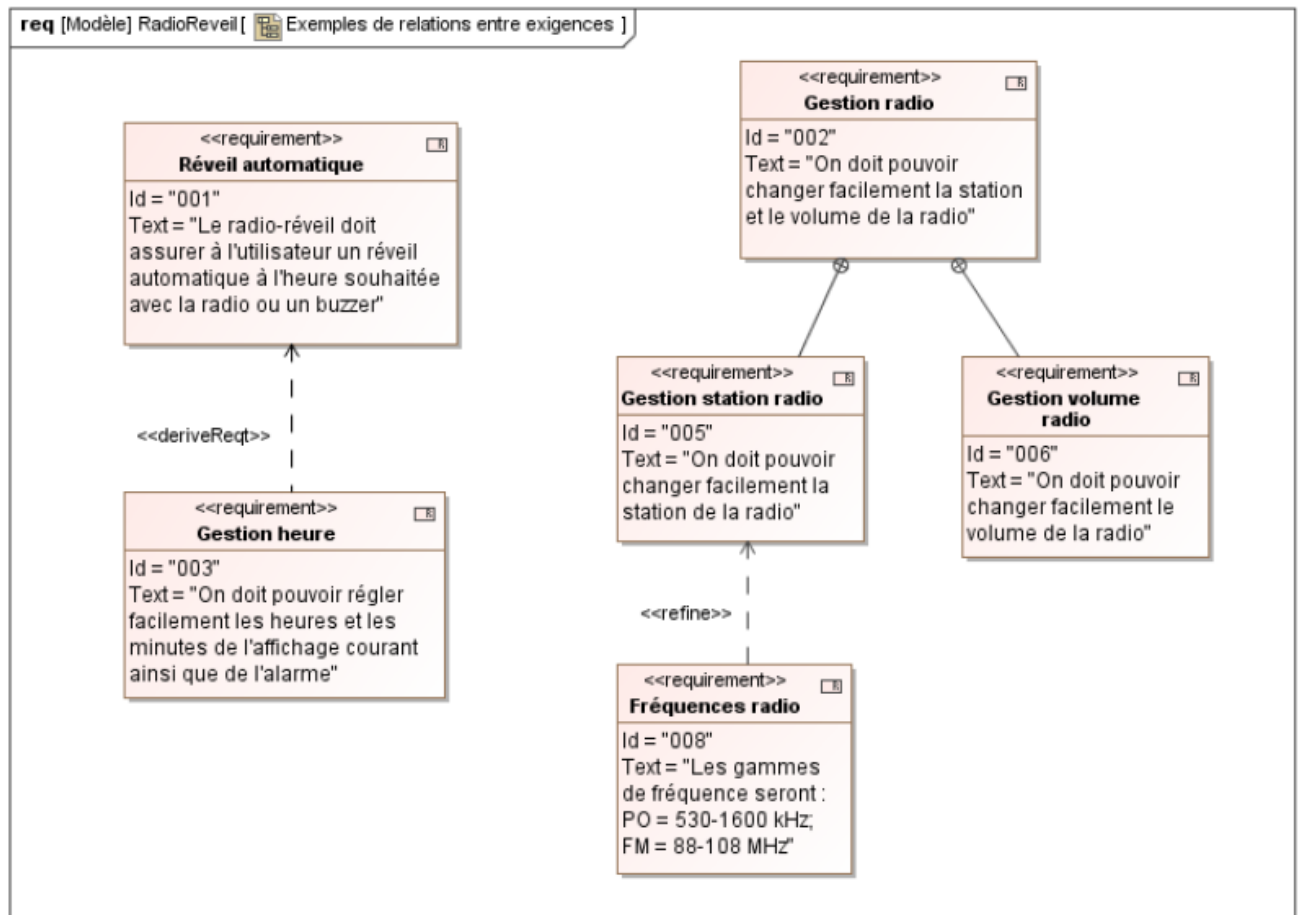 req [Modèle] RadioReveil [ Exemples de relations entre exigences ]
<<requirement>>
Réveil automatique
Id = "001"
Text = "Le radio-réveil doit
assurer à l'utilisateur un réveil
automatique à l'heure souhaitée
avec la radio ou un buzzer"
<<deriveReqt>>
<<requirement>>
Gestion heure
Id = "003"
Text = "On doit pouvoir régler
facilement les heures et les
minutes de l'affichage courant
ainsi que de l'alarme"
<<requirement>>
Gestion radio
Id = "002"
Text = "On doit pouvoir
changer facilement la station
et le volume de la radio"
<<requirement>>
Gestion station radio
Id = "005"
Text = "On doit pouvoir
changer facilement la
station de la radio"
<<requirement>>
Gestion volume
radio
Id = "006"
Text = "On doit pouvoir
changer facilement le
volume de la radio"
<<refine>>
<<requirement>>
Fréquences radio
Id = "008"
Text = "Les gammes
de fréquence seront :
PO = 530-1600 kHz;
FM = 88-108 MHz"